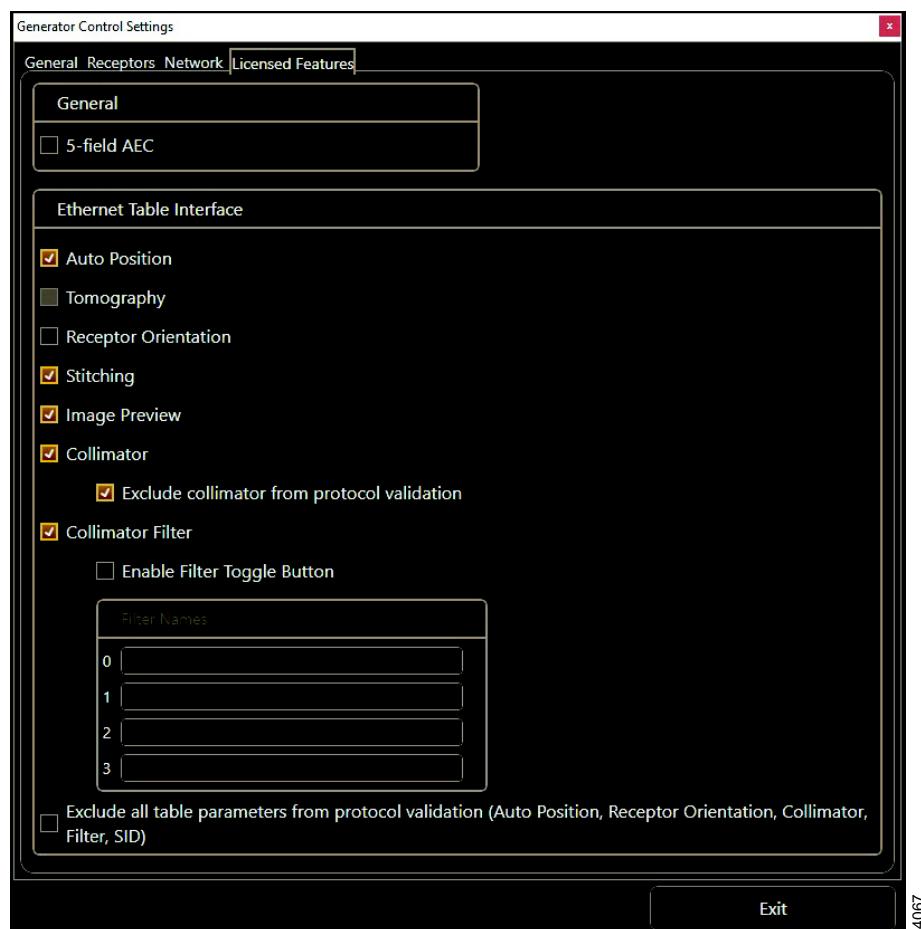 Generator Control Settings
x
General Receptors Network Licensed Features
General
5-field AEC
Ethernet Table Interface
Auto Position
Tomography
Receptor Orientation
Stitching
Image Preview
Collimator
Exclude collimator from protocol validation
Collimator Filter
Enable Filter Toggle Button
Filter Names
0
1
2
3
Exclude all table parameters from protocol validation (Auto Position, Receptor Orientation, Collimator,
Filter, SID)
Exit
4067